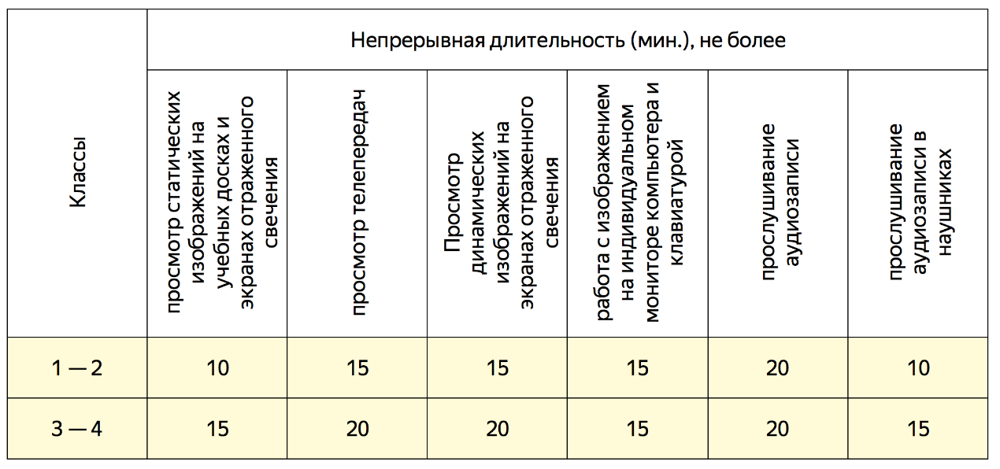 Классы
Непрерывная длительность (мин.), не более
просмотр статических
изображений на
учебных досках и
экранах отраженного
свечения
просмотр телепередач
Просмотр
динамических
изображений на
экранах отраженного
свечения
работа с изображением
на индивидуальном
мониторе компьютера и
клавиатурой
прослушивание
аудиозаписи
прослушивание
аудиозаписи в
наушниках
1 — 2 10 15 15 15 20 10
3 — 4 15 20 20 15 20 15